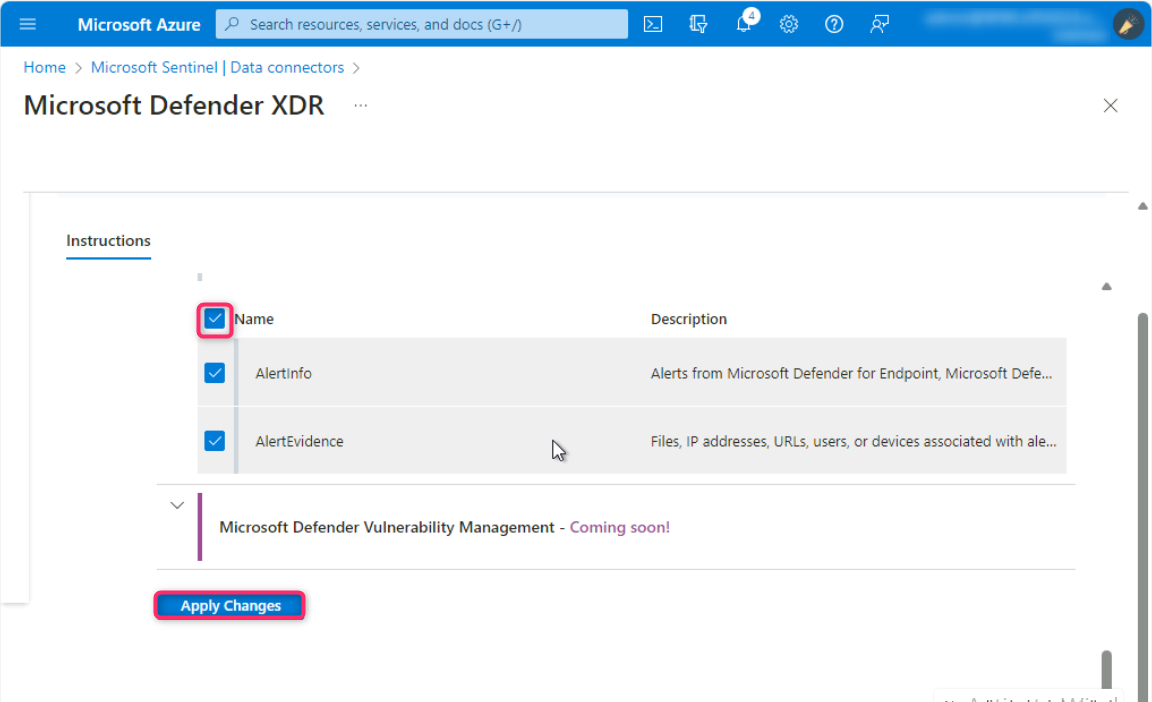 Microsoft Azure
Search resources, services, and docs (G+/)
4
Home > Microsoft Sentinel | Data connectors >
Microsoft Defender XDR ...
Instructions
Name Description
AlertInfo Alerts from Microsoft Defender for Endpoint, Microsoft Defe...
AlertEvidence Files, IP addresses, URLs, users, or devices associated with ale...
Microsoft Defender Vulnerability Management - Coming soon!
Apply Changes